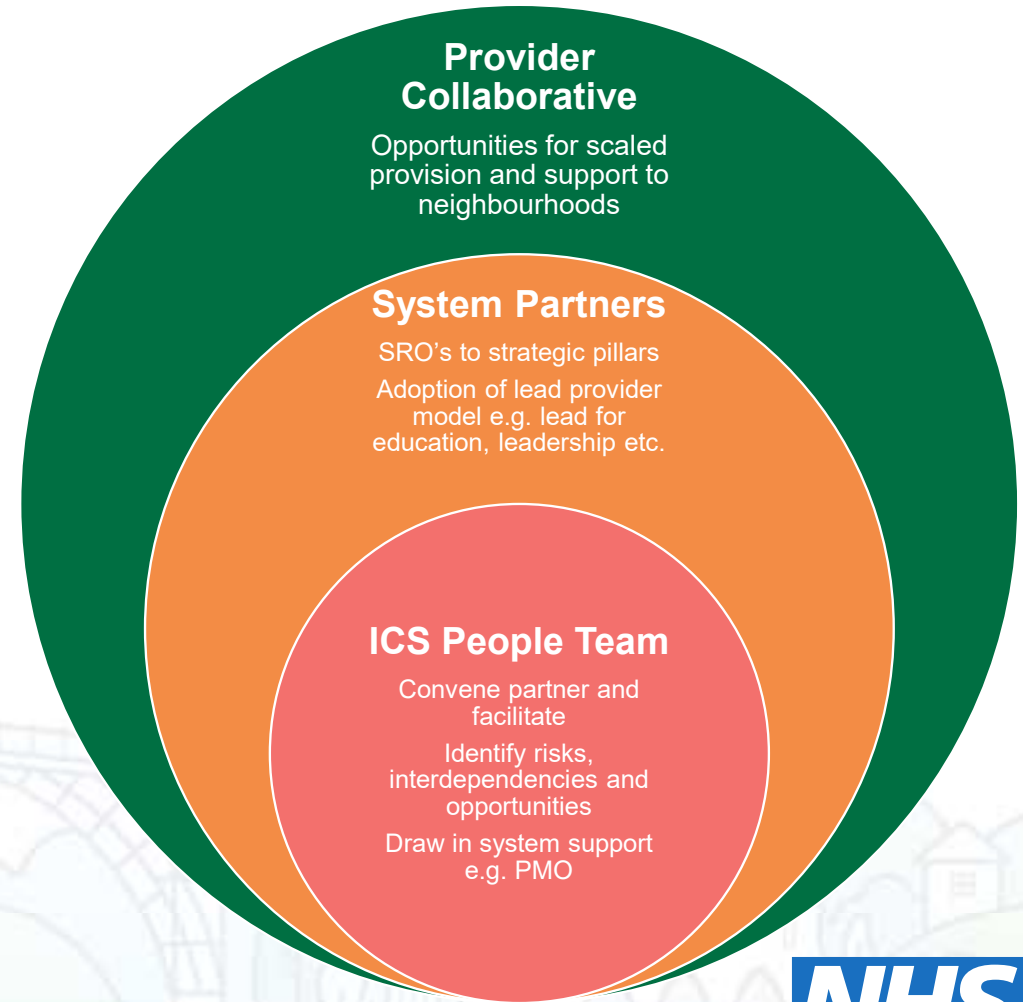 Provider
Collaborative
Opportunities for scaled
provision and support to
neighbourhoods
System Partners
SRO's to strategic pillars
Adoption of lead provider
model e.g. lead for
education, leadership etc.
ICS People Team
Convene partner and
facilitate
Identify risks,
interdependencies and
opportunities
Draw in system support
e.g. PMO
NHS